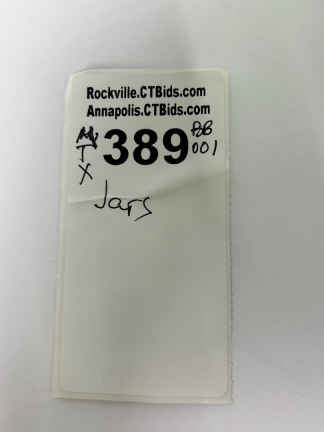 Rockville.CTBids.com
Annapolis.CTBids.com
389
T
X
BB
001
Jars